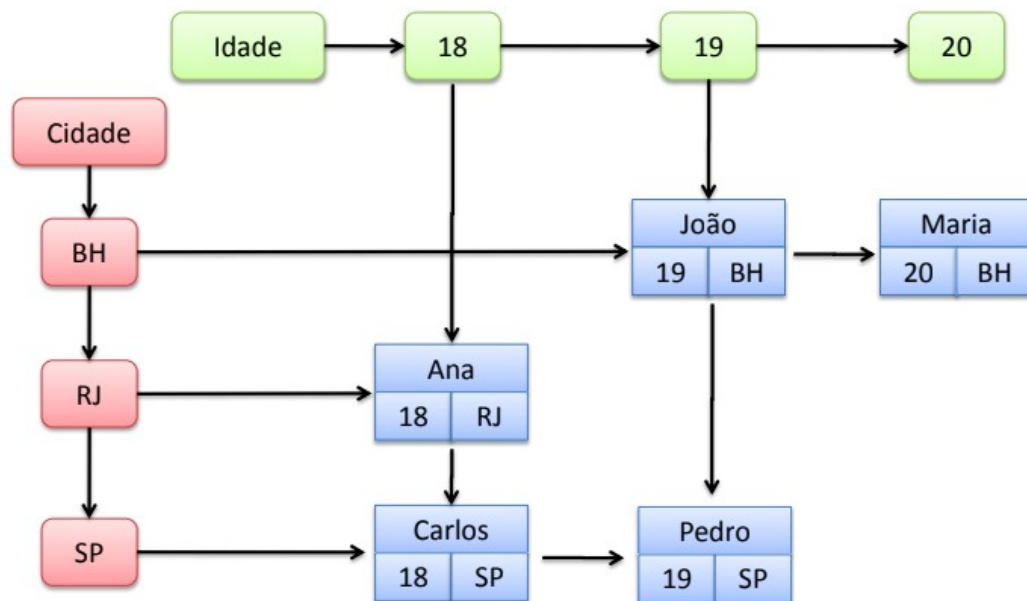 Idade 18 19 20
Cidade
BH
João
19 BH
Maria
20 BH
RJ
Ana
18 RJ
SP
Carlos
18 SP
Pedro
19 SP